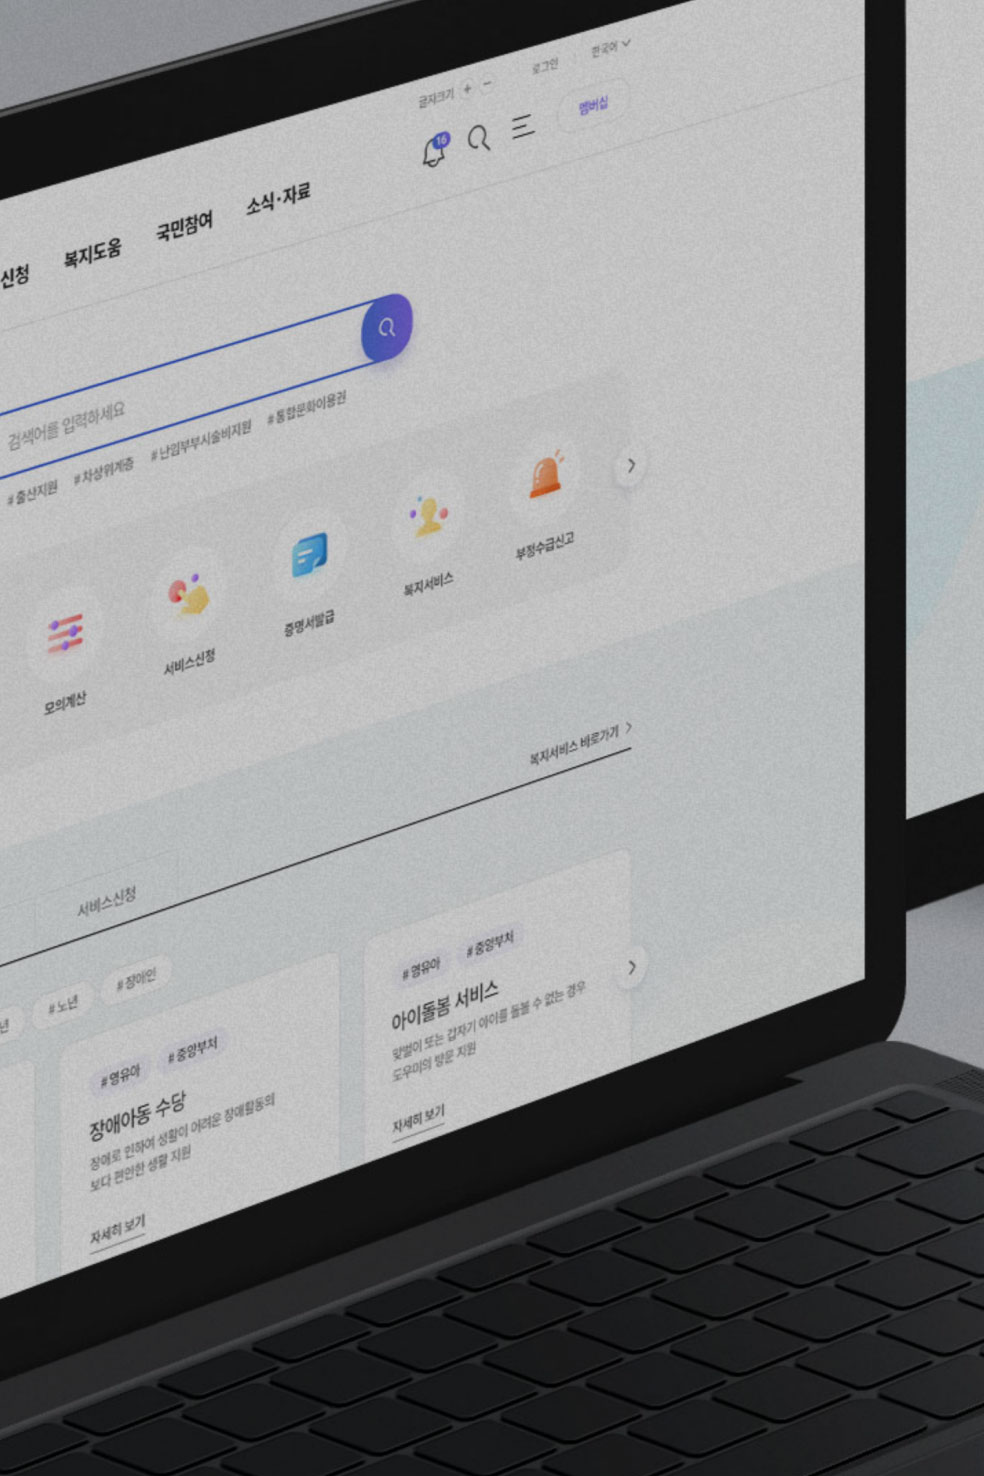 글자크기 + −
로그인
한국어
16
멤버십
신청
복지도움
국민참여
소식·자료
검색어를 입력하세요
#출산지원 #차상위계층 #난임부부시술비지원 #통합문화이용권
모의계산
서비스신청
증명서발급
복지서비스
부정수급신고
복지서비스 바로가기
서비스신청
년
#노년
#장애인
#영유아 #중앙부처
장애아동 수당
장애로 인하여 생활이 어려운 장애활동의
보다 편안한 생활 지원
자세히 보기
#영유아 #중앙부처
아이돌봄 서비스
맞벌이 또는 갑자기 아이를 돌볼 수 없는 경우
도우미의 방문 지원
자세히 보기